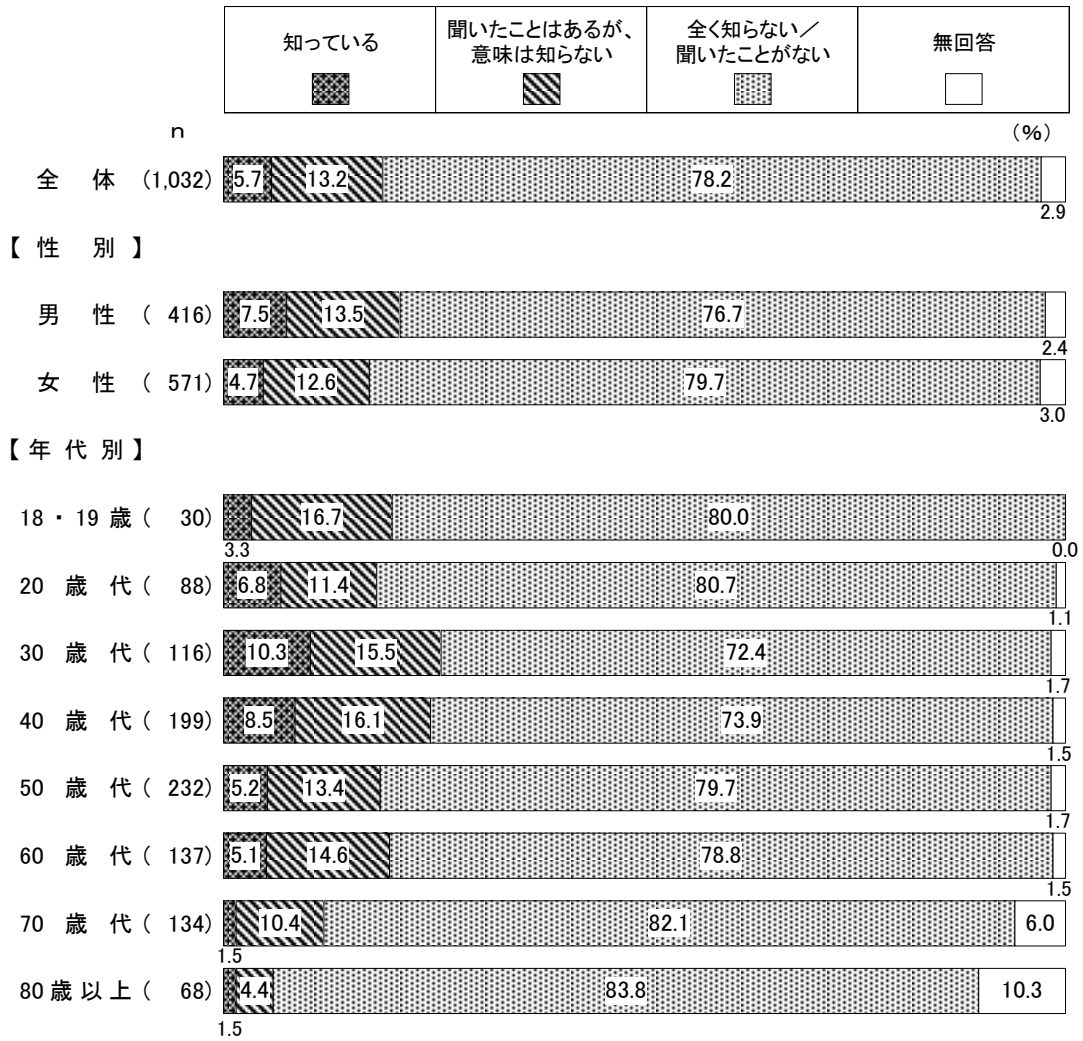 知っている
聞いたことはあるが、
意味は知らない
全く知らない／
聞いたことがない
無回答
n
(%)
全 体 (1,032) 5.7 13.2 78.2 2.9
【 性 別 】
男 性 ( 416) 7.5 13.5 76.7 2.4
女 性 ( 571) 4.7 12.6 79.7 3.0
【 年 代 別 】
18 ・ 19 歳 ( 30) 3.3 16.7 80.0 0.0
20 歳 代 ( 88) 6.8 11.4 80.7 1.1
30 歳 代 ( 116) 10.3 15.5 72.4 1.7
40 歳 代 ( 199) 8.5 16.1 73.9 1.5
50 歳 代 ( 232) 5.2 13.4 79.7 1.7
60 歳 代 ( 137) 5.1 14.6 78.8 1.5
70 歳 代 ( 134) 1.5 10.4 82.1 6.0
80 歳 以 上 ( 68) 1.5 4.4 83.8 10.3